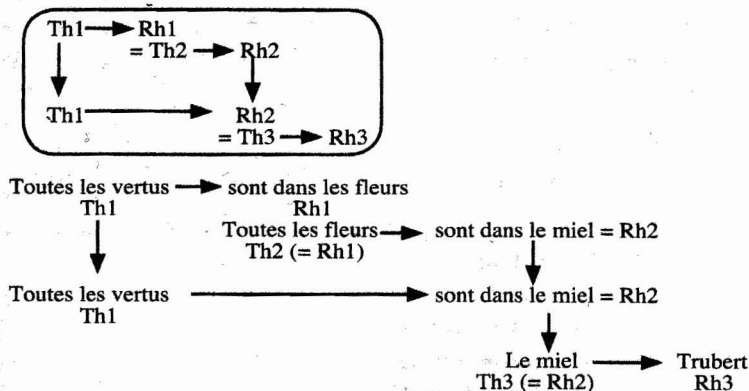 Th1 Rh1
= Th2 Rh2
Th1 Rh2
= Th3 Rh3
Toutes les vertus sont dans les fleurs
Th1 Rh1
Toutes les fleurs sont dans le miel = Rh2
Th2 (= Rh1)
Toutes les vertus sont dans le miel = Rh2
Th1
Le miel Trubert
Th3 (= Rh2) Rh3